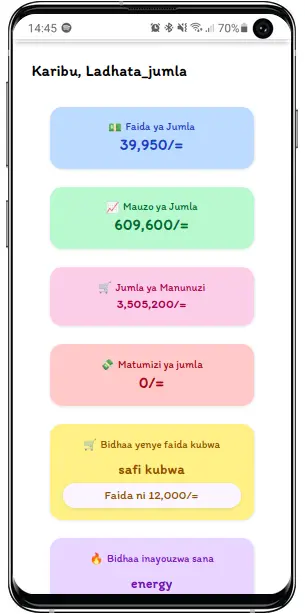 14:45
70%
Karibu, Ladhata_jumla
Faida ya Jumla
39,950/=
Mauzo ya Jumla
609,600/=
Jumla ya Manunuzi
3,505,200/=
Matumizi ya jumla
0/=
Bidhaa yenye faida kubwa
safi kubwa
Faida ni 12,000/=
Bidhaa inayouzwa sana
energy